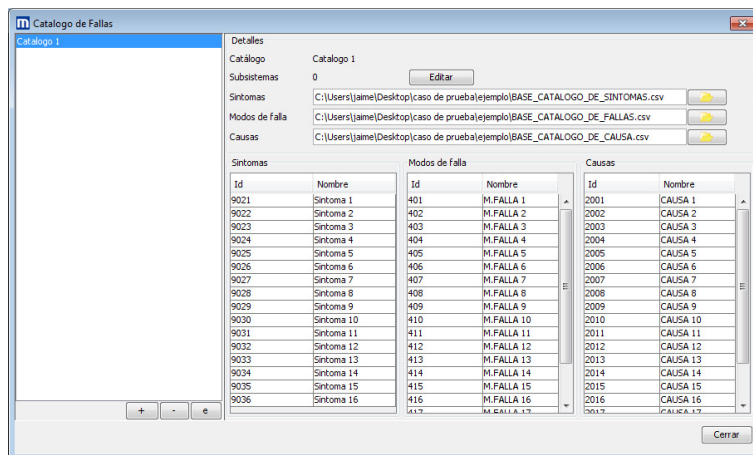 Catalogo de Fallas
Catalogo 1
Detalles
Catálogo Catalogo 1
Subsistemas 0 Editar
Sintomas C:\Users\jaime\Desktop\caso de prueba\ejemplo\BASE_CATALOGO_DE_SINTOMAS.csv
Modos de falla C:\Users\jaime\Desktop\caso de prueba\ejemplo\BASE_CATALOGO_DE_FALLAS.csv
Causas C:\Users\jaime\Desktop\caso de prueba\ejemplo\BASE_CATALOGO_DE_CAUSA.csv
Sintomas Modos de falla Causas
Id Nombre Id Nombre Id Nombre
9021 Sintoma 1 401 M.FALLA 1 2001 CAUSA 1
9022 Sintoma 2 402 M.FALLA 2 2002 CAUSA 2
9023 Sintoma 3 403 M.FALLA 3 2003 CAUSA 3
9024 Sintoma 4 404 M.FALLA 4 2004 CAUSA 4
9025 Sintoma 5 405 M.FALLA 5 2005 CAUSA 5
9026 Sintoma 6 406 M.FALLA 6 2006 CAUSA 6
9027 Sintoma 7 407 M.FALLA 7 2007 CAUSA 7
9028 Sintoma 8 408 M.FALLA 8 2008 CAUSA 8
9029 Sintoma 9 409 M.FALLA 9 2009 CAUSA 9
9030 Sintoma 10 410 M.FALLA 10 2010 CAUSA 10
9031 Sintoma 11 411 M.FALLA 11 2011 CAUSA 11
9032 Sintoma 12 412 M.FALLA 12 2012 CAUSA 12
9033 Sintoma 13 413 M.FALLA 13 2013 CAUSA 13
9034 Sintoma 14 414 M.FALLA 14 2014 CAUSA 14
9035 Sintoma 15 415 M.FALLA 15 2015 CAUSA 15
9036 Sintoma 16 416 M.FALLA 16 2016 CAUSA 16
417 M.FALLA 17 2017 CAUSA 17
+ - e
Cerrar